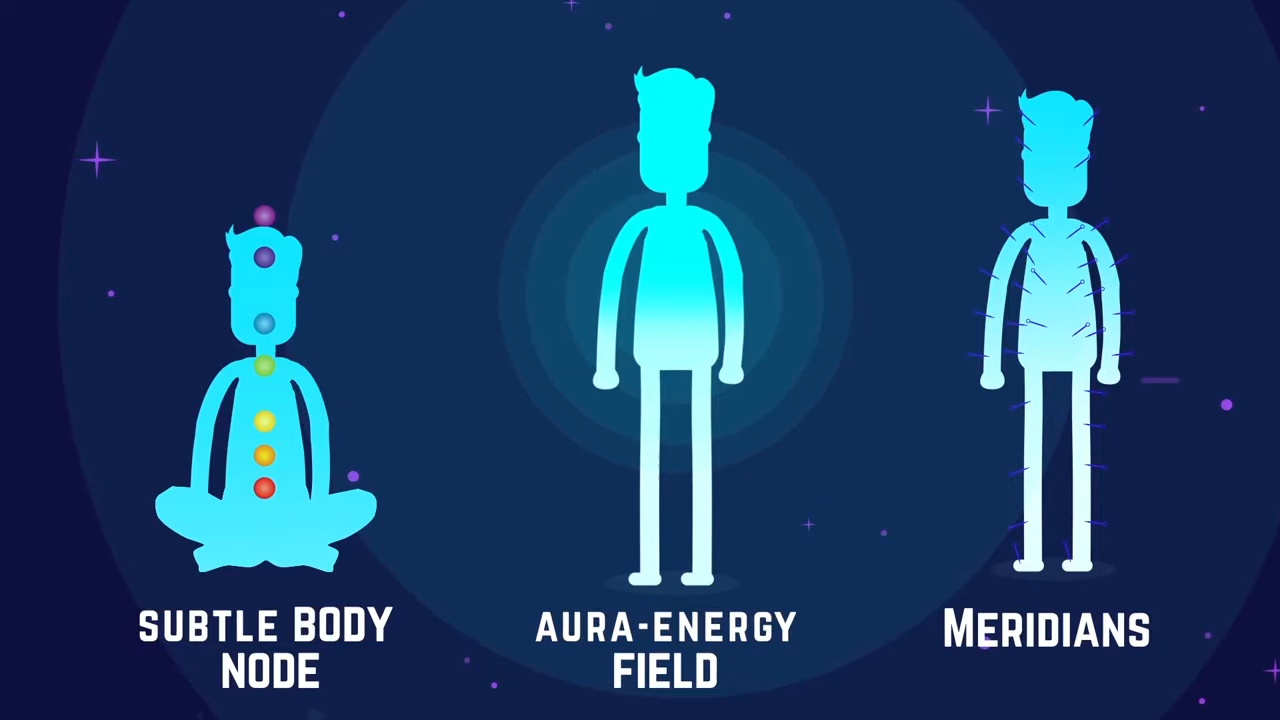 SUBTLE BODY
NODE
AURA-ENERGY
FIELD
MERIDIANS